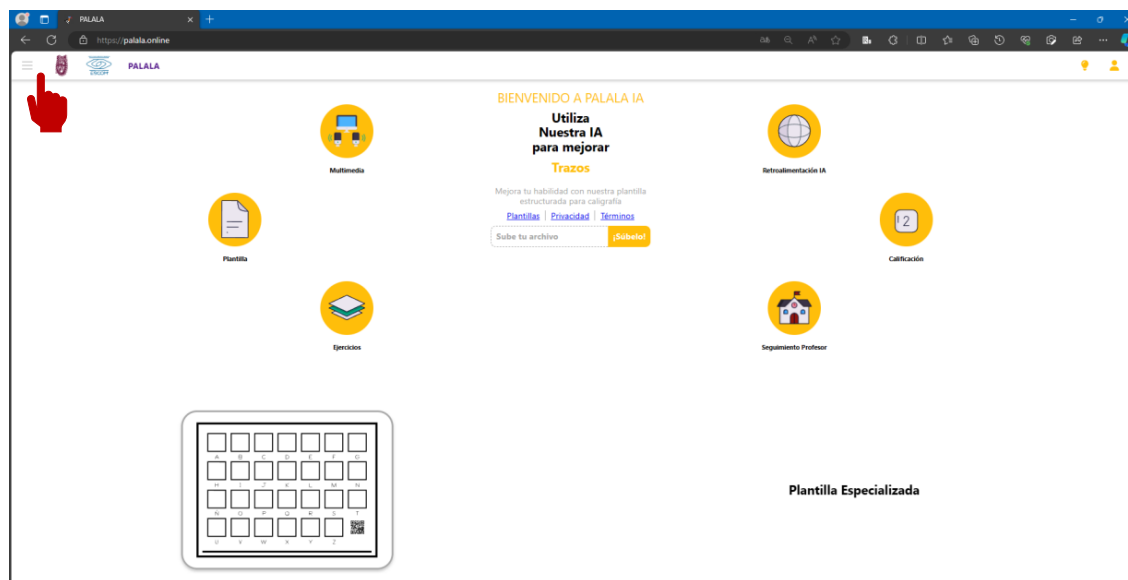 PALALA
https://palala.online
PALALA
BIENVENIDO A PALALA IA
Utiliza
Nuestra IA
para mejorar
Trazos
Mejora tu habilidad con nuestra plantilla
estructurada para caligrafía
Plantillas | Privacidad | Términos
Sube tu archivo ¡Súbelo!
Multimedia
Plantilla
Ejercicios
Retroalimentación IA
12
Calificación
Seguimiento Profesor
A B C D E F G
H I J K L M N
Ñ O P Q R S T
U V W X Y Z
Plantilla Especializada